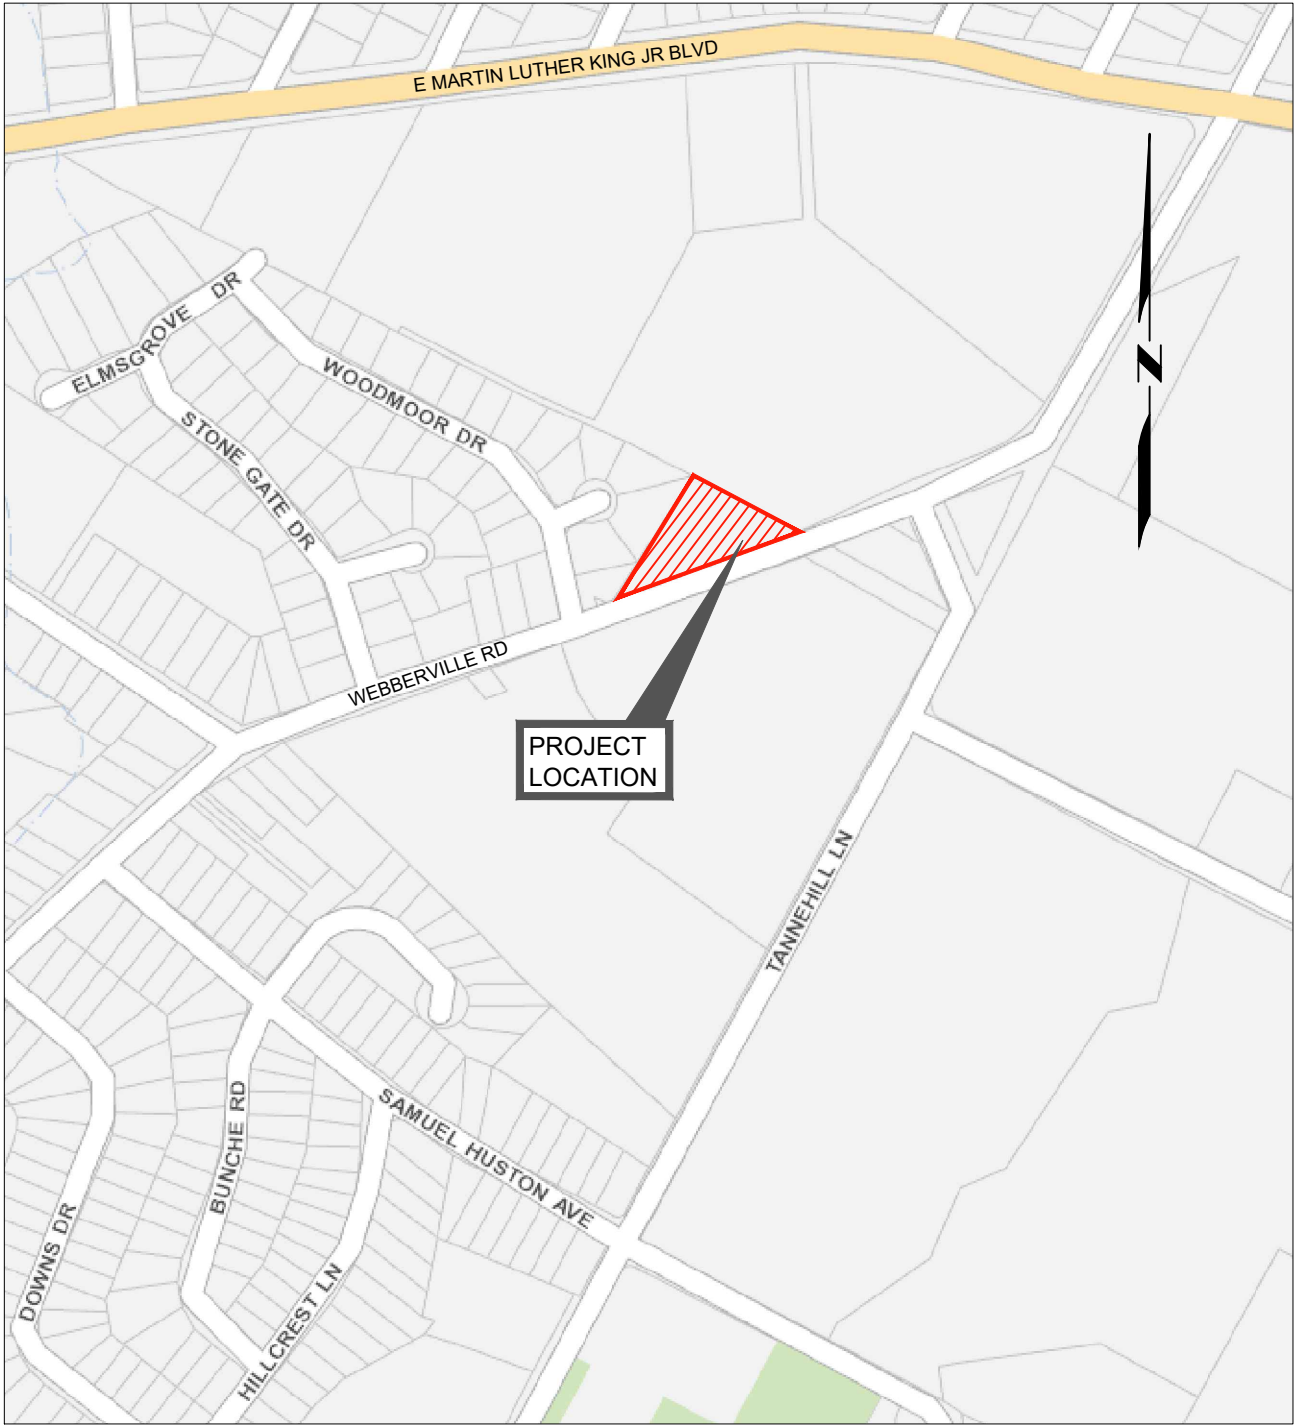 E MARTIN LUTHER KING JR BLVD
ELMSGROVE DR
WOODMOOR DR
N
STONE GATE DR
WEBBERVILLE RD
PROJECT
LOCATION
TANNEHILL LN
SAMUEL HUSTON AVE
BUNCHE RD
DOWNS DR
HILLCREST LN